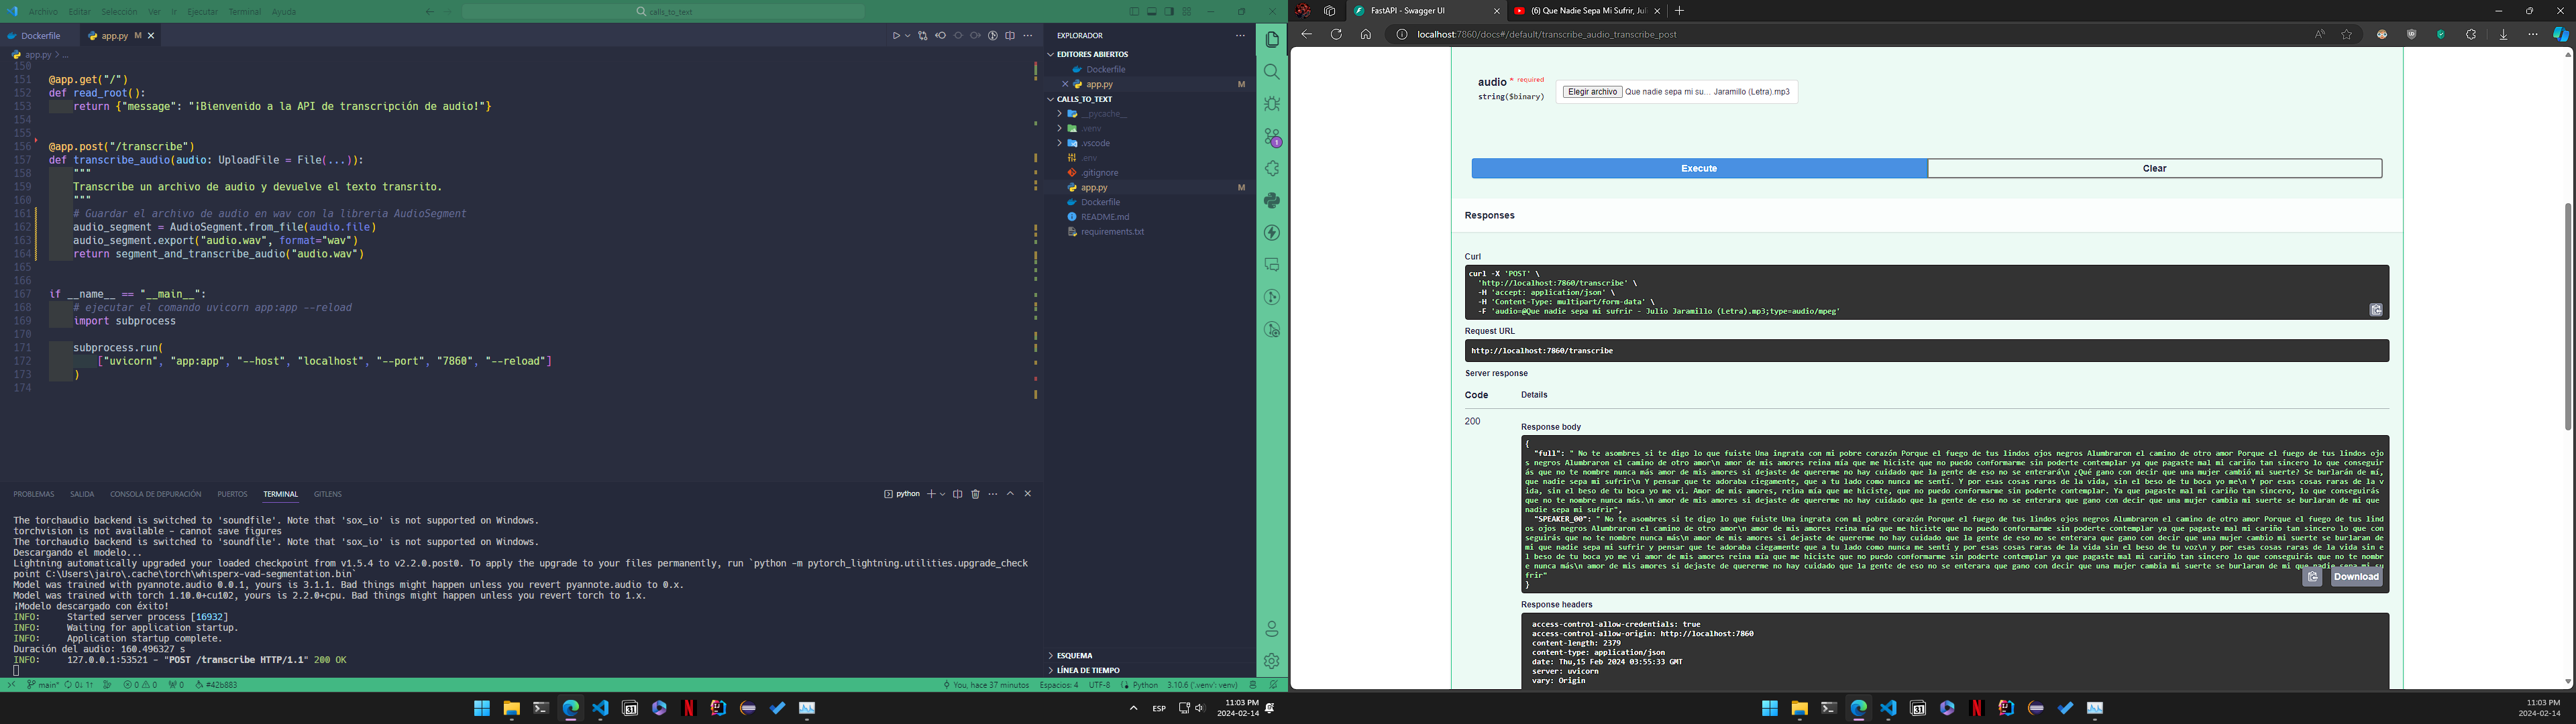 Archivo Editar Selección Ver Ir Ejecutar Terminal Ayuda
calls_to_text
Dockerfile
app.py M
app.py > ...
150
151 @app.get("/")
152 def read_root():
153 return {"message": "¡Bienvenido a la API de transcripción de audio!"}
154
155
156 @app.post("/transcribe")
157 def transcribe_audio(audio: UploadFile = File(...)):
158 """
159 Transcribe un archivo de audio y devuelve el texto transrito.
160 """
161 # Guardar el archivo de audio en wav con la libreria AudioSegment
162 audio_segment = AudioSegment.from_file(audio.file)
163 audio_segment.export("audio.wav", format="wav")
164 return segment_and_transcribe_audio("audio.wav")
165
166
167 if __name__ == "__main__":
168 # ejecutar el comando uvicorn app:app --reload
169 import subprocess
170
171 subprocess.run(
172 ["uvicorn", "app:app", "--host", "localhost", "--port", "7860", "--reload"]
173 )
174
PROBLEMAS SALIDA CONSOLA DE DEPURACIÓN PUERTOS TERMINAL GITLENS
python
The torchaudio backend is switched to 'soundfile'. Note that 'sox_io' is not supported on Windows.
torchvision is not available - cannot save figures
The torchaudio backend is switched to 'soundfile'. Note that 'sox_io' is not supported on Windows.
Descargando el modelo...
Lightning automatically upgraded your loaded checkpoint from v1.5.4 to v2.2.0.post0. To apply the upgrade to your files permanently, run `python -m pytorch_lightning.utilities.upgrade_check
point C:\Users\jairo\.cache\torch\whisperx-vad-segmentation.bin`
Model was trained with pyannote.audio 0.0.1, yours is 3.1.1. Bad things might happen unless you revert pyannote.audio to 0.x.
Model was trained with torch 1.10.0+cu102, yours is 2.2.0+cpu. Bad things might happen unless you revert torch to 1.x.
¡Modelo descargado con éxito!
INFO: Started server process [16932]
INFO: Waiting for application startup.
INFO: Application startup complete.
Duración del audio: 160.496327 s
INFO: 127.0.0.1:53521 - "POST /transcribe HTTP/1.1" 200 OK
EXPLORADOR
EDITORES ABIERTOS
Dockerfile
app.py M
CALLS_TO_TEXT
__pycache__
.venv
.vscode
.env
.gitignore
app.py M
Dockerfile
README.md
requirements.txt
ESQUEMA
LÍNEA DE TIEMPO
1
main* 0↓ 1↑ 0 0 0 #42b883
You, hace 37 minutos Espacios: 4 UTF-8 Python 3.10.6 ('.venv': venv)
31
ESP
11:03 PM
2024-02-14
FastAPI - Swagger UI
(6) Que Nadie Sepa Mi Sufrir, Juli
localhost:7860/docs#/default/transcribe_audio_transcribe_post
audio * required
string($binary)
Elegir archivo Que nadie sepa mi su... Jaramillo (Letra).mp3
Execute Clear
Responses
Curl
curl -X 'POST' \
'http://localhost:7860/transcribe' \
-H 'accept: application/json' \
-H 'Content-Type: multipart/form-data' \
-F 'audio=@Que nadie sepa mi sufrir - Julio Jaramillo (Letra).mp3;type=audio/mpeg'
Request URL
http://localhost:7860/transcribe
Server response
Code Details
200
Response body
{
"full": " No te asombres si te digo lo que fuiste Una ingrata con mi pobre corazón Porque el fuego de tus lindos ojos negros Alumbraron el camino de otro amor Porque el fuego de tus lindos ojo
s negros Alumbraron el camino de otro amor\n amor de mis amores reina mía que me hiciste que no puedo conformarme sin poderte contemplar ya que pagaste mal mi cariño tan sincero lo que conseguir
ás que no te nombre nunca más amor de mis amores si dejaste de quererme no hay cuidado que la gente de eso no se enterará\n ¿Qué gano con decir que una mujer cambió mi suerte? Se burlarán de mí,
que nadie sepa mi sufrir\n Y pensar que te adoraba ciegamente, que a tu lado como nunca me sentí. Y por esas cosas raras de la vida, sin el beso de tu boca yo me\n Y por esas cosas raras de la v
ida, sin el beso de tu boca yo me vi. Amor de mis amores, reina mía que me hiciste, que no puedo conformarme sin poderte contemplar. Ya que pagaste mal mi cariño tan sincero, lo que conseguirás
que no te nombre nunca más.\n amor de mis amores si dejaste de quererme no hay cuidado que la gente de eso no se enterara que gano con decir que una mujer cambia mi suerte se burlaran de mi que
nadie sepa mi sufrir",
"SPEAKER_00": " No te asombres si te digo lo que fuiste Una ingrata con mi pobre corazón Porque el fuego de tus lindos ojos negros Alumbraron el camino de otro amor Porque el fuego de tus lind
os ojos negros Alumbraron el camino de otro amor\n amor de mis amores reina mía que me hiciste que no puedo conformarme sin poderte contemplar ya que pagaste mal mi cariño tan sincero lo que con
seguirás que no te nombre nunca más\n amor de mis amores si dejaste de quererme no hay cuidado que la gente de eso no se enterara que gano con decir que una mujer cambio mi suerte se burlaran de
mi que nadie sepa mi sufrir y pensar que te adoraba ciegamente que a tu lado como nunca me sentí y por esas cosas raras de la vida sin el beso de tu voz\n y por esas cosas raras de la vida sin e
l beso de tu boca yo me vi amor de mis amores reina mía que me hiciste que no puedo conformarme sin poderte contemplar ya que pagaste mal mi cariño tan sincero lo que conseguirás que no te nombr
e nunca más\n amor de mis amores si dejaste de quererme no hay cuidado que la gente de eso no se enterara que gano con decir que una mujer cambia mi suerte se burlaran de mi que nadie sepa mi su
frir"
}
Download
Response headers
access-control-allow-credentials: true
access-control-allow-origin: http://localhost:7860
content-length: 2379
content-type: application/json
date: Thu,15 Feb 2024 03:55:33 GMT
server: uvicorn
vary: Origin
31
11:03 PM
2024-02-14